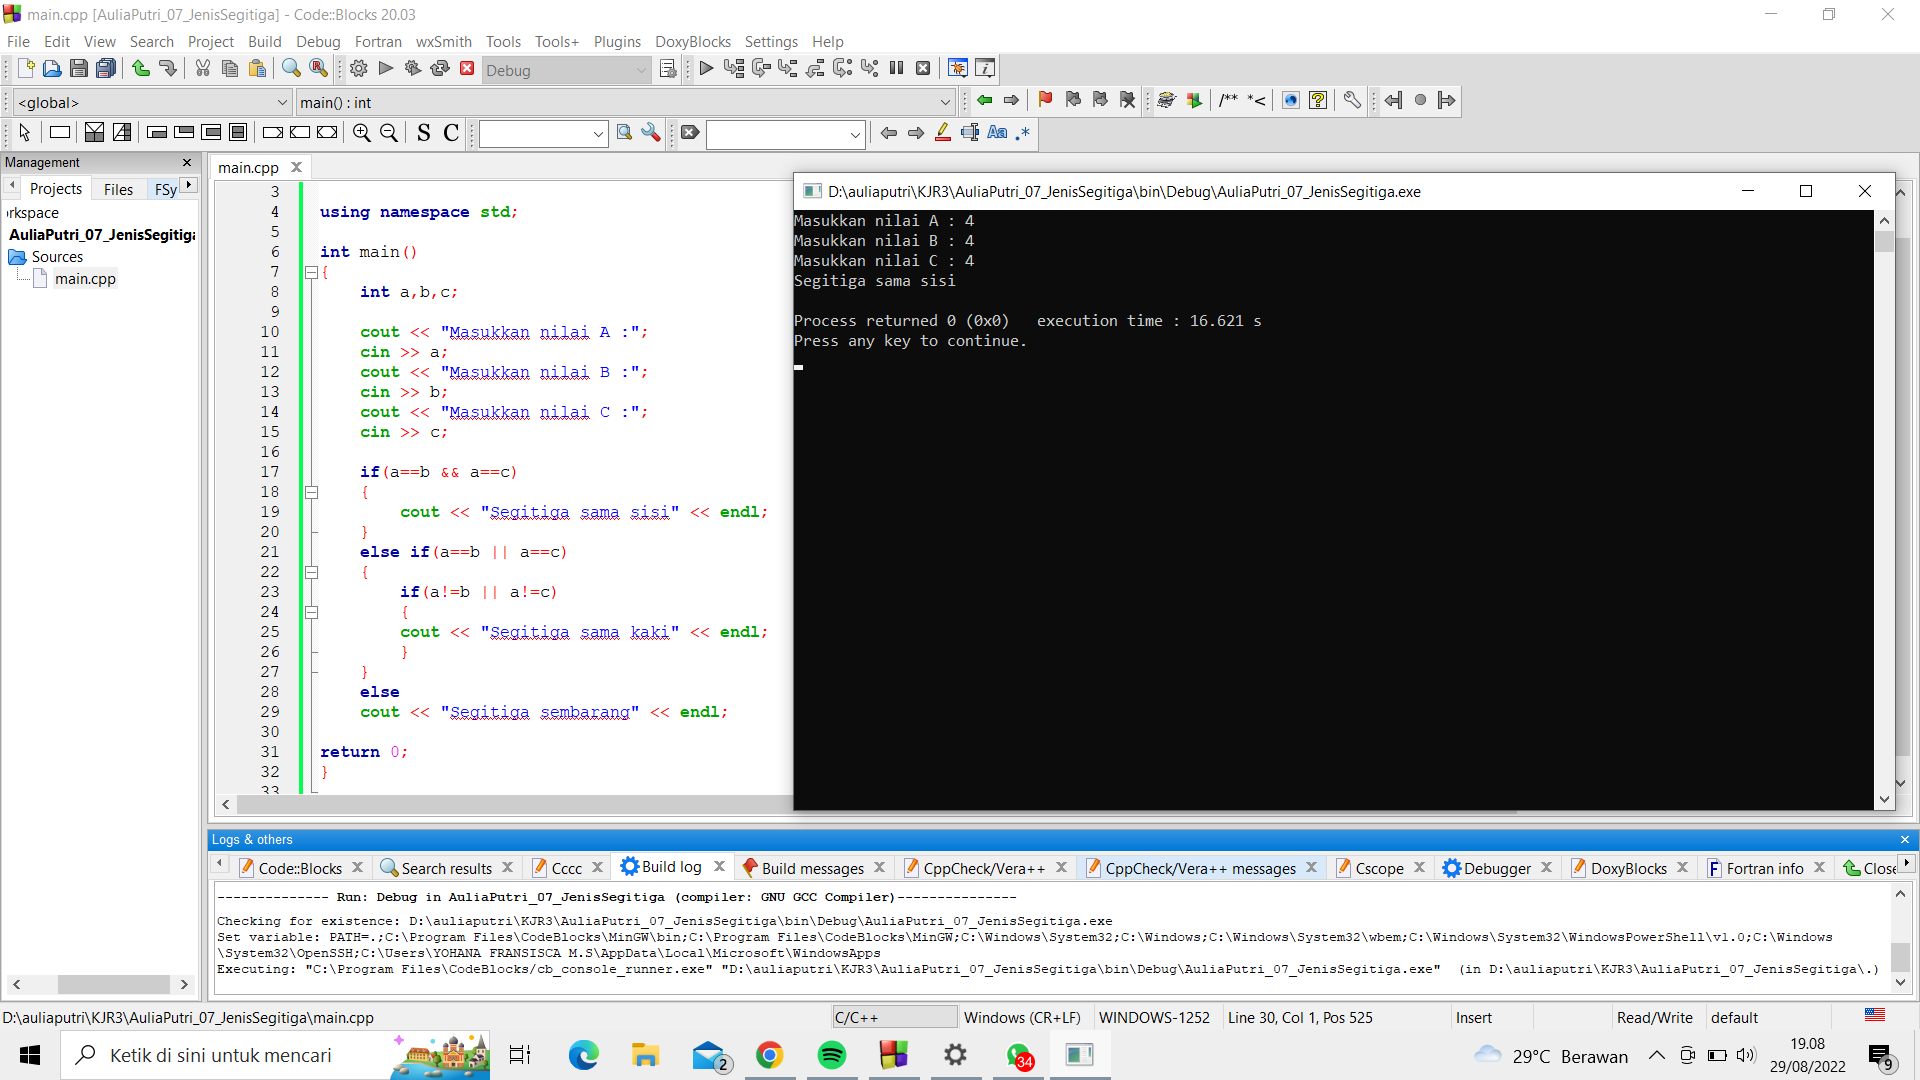 main.cpp [AuliaPutri_07_JenisSegitiga] - Code::Blocks 20.03
File Edit View Search Project Build Debug Fortran wxSmith Tools Tools+ Plugins DoxyBlocks Settings Help
Debug
<global> main() : int /** *<
S C Aa .*
Management
Projects Files FSy
rkspace
AuliaPutri_07_JenisSegitiga
Sources
main.cpp
main.cpp
3
4 using namespace std;
5
6 int main()
7 {
8 int a,b,c;
9
10 cout << "Masukkan nilai A :";
11 cin >> a;
12 cout << "Masukkan nilai B :";
13 cin >> b;
14 cout << "Masukkan nilai C :";
15 cin >> c;
16
17 if(a==b && a==c)
18 {
19 cout << "Segitiga sama sisi" << endl;
20 }
21 else if(a==b || a==c)
22 {
23 if(a!=b || a!=c)
24 {
25 cout << "Segitiga sama kaki" << endl;
26 }
27 }
28 else
29 cout << "Segitiga sembarang" << endl;
30
31 return 0;
32 }
33
D:\auliaputri\KJR3\AuliaPutri_07_JenisSegitiga\bin\Debug\AuliaPutri_07_JenisSegitiga.exe
Masukkan nilai A : 4
Masukkan nilai B : 4
Masukkan nilai C : 4
Segitiga sama sisi
Process returned 0 (0x0) execution time : 16.621 s
Press any key to continue.
Logs & others
Code::Blocks Search results Cccc Build log Build messages CppCheck/Vera++ CppCheck/Vera++ messages Cscope Debugger DoxyBlocks Fortran info Close
-------------- Run: Debug in AuliaPutri_07_JenisSegitiga (compiler: GNU GCC Compiler)---------------
Checking for existence: D:\auliaputri\KJR3\AuliaPutri_07_JenisSegitiga\bin\Debug\AuliaPutri_07_JenisSegitiga.exe
Set variable: PATH=.;C:\Program Files\CodeBlocks\MinGW\bin;C:\Program Files\CodeBlocks\MinGW;C:\Windows\System32;C:\Windows;C:\Windows\System32\wbem;C:\Windows\System32\WindowsPowerShell\v1.0;C:\Windows
\System32\OpenSSH;C:\Users\YOHANA FRANSISCA M.S\AppData\Local\Microsoft\WindowsApps
Executing: "C:\Program Files\CodeBlocks/cb_console_runner.exe" "D:\auliaputri\KJR3\AuliaPutri_07_JenisSegitiga\bin\Debug\AuliaPutri_07_JenisSegitiga.exe" (in D:\auliaputri\KJR3\AuliaPutri_07_JenisSegitiga\.)
D:\auliaputri\KJR3\AuliaPutri_07_JenisSegitiga\main.cpp C/C++ Windows (CR+LF) WINDOWS-1252 Line 30, Col 1, Pos 525 Insert Read/Write default
Ketik di sini untuk mencari 2 34 29°C Berawan 19.08
29/08/2022 9